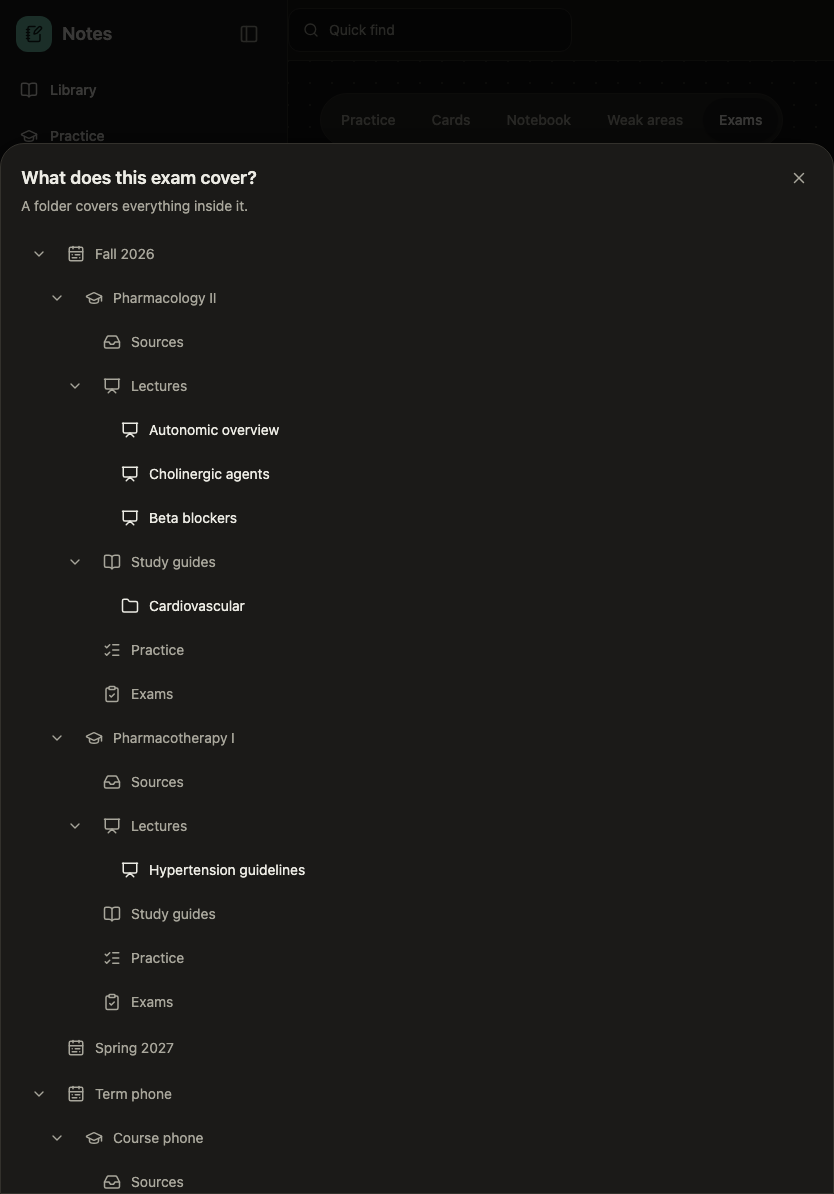 Notes
Quick find
Library
Practice Cards Notebook Weak areas Exams
Practice
What does this exam cover?
A folder covers everything inside it.
Fall 2026
Pharmacology II
Sources
Lectures
Autonomic overview
Cholinergic agents
Beta blockers
Study guides
Cardiovascular
Practice
Exams
Pharmacotherapy I
Sources
Lectures
Hypertension guidelines
Study guides
Practice
Exams
Spring 2027
Term phone
Course phone
Sources